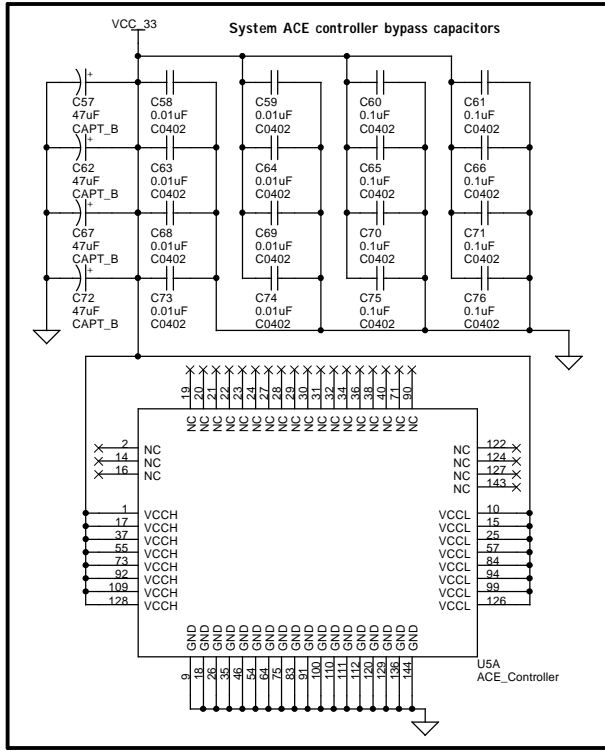 VCC_33
System ACE controller bypass capacitors
C57
47uF
CAPT_B
C58
0.01uF
C0402
C59
0.01uF
C0402
C60
0.1uF
C0402
C61
0.1uF
C0402
C62
47uF
CAPT_B
C63
0.01uF
C0402
C64
0.01uF
C0402
C65
0.1uF
C0402
C66
0.1uF
C0402
C67
47uF
CAPT_B
C68
0.01uF
C0402
C69
0.01uF
C0402
C70
0.1uF
C0402
C71
0.1uF
C0402
C72
47uF
CAPT_B
C73
0.01uF
C0402
C74
0.01uF
C0402
C75
0.1uF
C0402
C76
0.1uF
C0402
19 20 21 22 23 24 27 28 29 30 31 32 34 36 38 40 71 90
NC NC NC NC NC NC NC NC NC NC NC NC NC NC NC NC NC NC
2 NC
14 NC
16 NC
NC 122
NC 124
NC 127
NC 143
1 VCCH
17 VCCH
37 VCCH
55 VCCH
73 VCCH
92 VCCH
109 VCCH
128 VCCH
VCCL 10
VCCL 15
VCCL 25
VCCL 57
VCCL 84
VCCL 94
VCCL 99
VCCL 126
GND GND GND GND GND GND GND GND GND GND GND GND GND GND GND GND GND GND
9 18 26 35 46 54 64 75 83 91 100 110 111 112 120 129 136 144
U5A
ACE_Controller